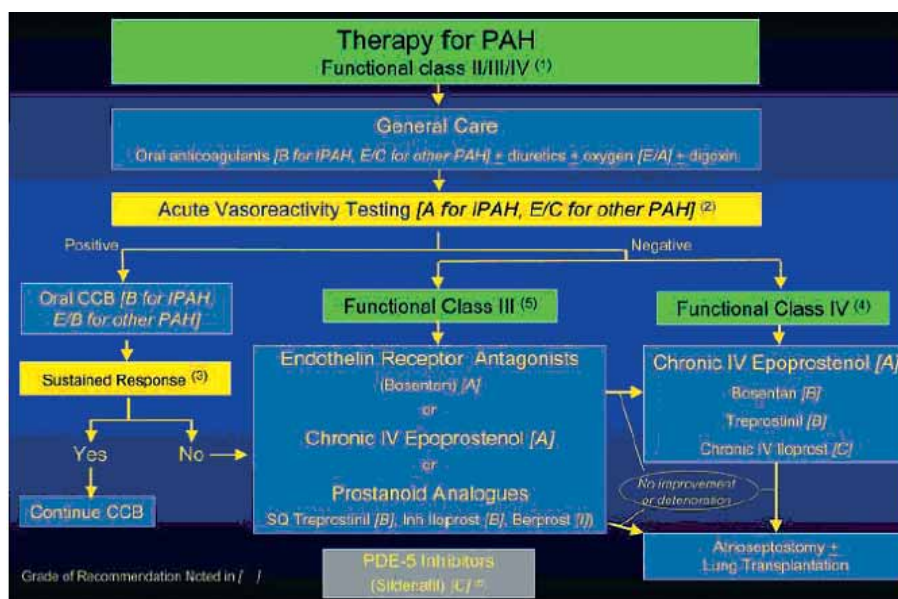 Therapy for PAH
Functional class II/III/IV (1)
General Care
Oral anticoagulants [B for IPAH, E/C for other PAH] ± diuretics ± oxygen [E/A] ± digoxin
Acute Vasoreactivity Testing [A for IPAH, E/C for other PAH] (2)
Positive
Negative
Oral CCB [B for IPAH,
E/B for other PAH]
Functional Class III (5)
Functional Class IV (4)
Sustained Response (3)
Yes
No
Continue CCB
Endothelin Receptor Antagonists
(Bosentan) [A]
or
Chronic IV Epoprostenol [A]
or
Prostanoid Analogues
SQ Treprostinil [B], Inh Iloprost [B], Berprost [I])
Chronic IV Epoprostenol [A]
Bosentan [B]
Treprostinil [B]
Chronic IV Iloprost [C]
No improvement
or deterioration
Atrioseptostomy ±
Lung Transplantation
PDE-5 Inhibitors
(Sildenafil) [C]
Grade of Recommendation Noted in [ ]